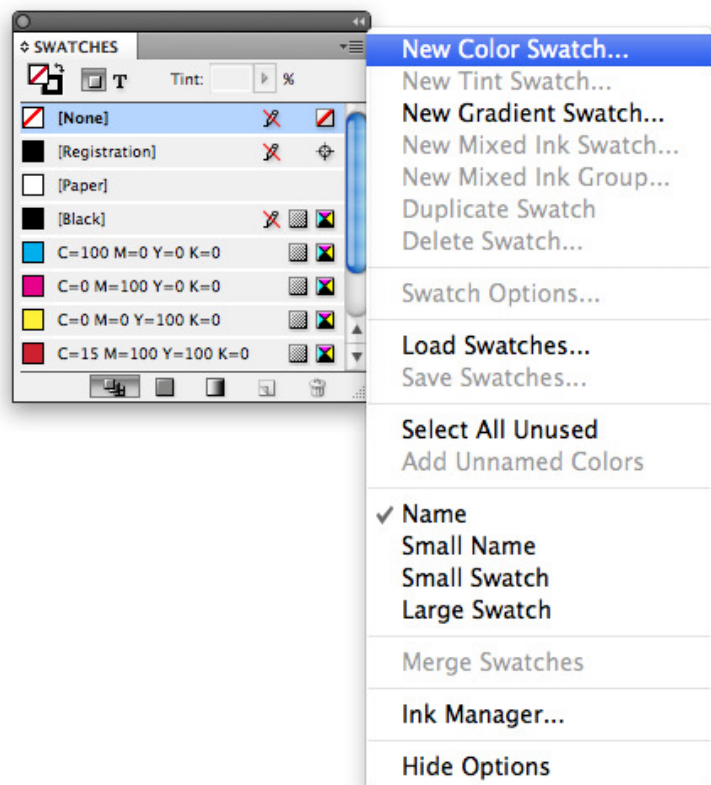 SWATCHES
T Tint: %
[None]
[Registration]
[Paper]
[Black]
C=100 M=0 Y=0 K=0
C=0 M=100 Y=0 K=0
C=0 M=0 Y=100 K=0
C=15 M=100 Y=100 K=0
New Color Swatch...
New Tint Swatch...
New Gradient Swatch...
New Mixed Ink Swatch...
New Mixed Ink Group...
Duplicate Swatch
Delete Swatch...
Swatch Options...
Load Swatches...
Save Swatches...
Select All Unused
Add Unnamed Colors
Name
Small Name
Small Swatch
Large Swatch
Merge Swatches
Ink Manager...
Hide Options